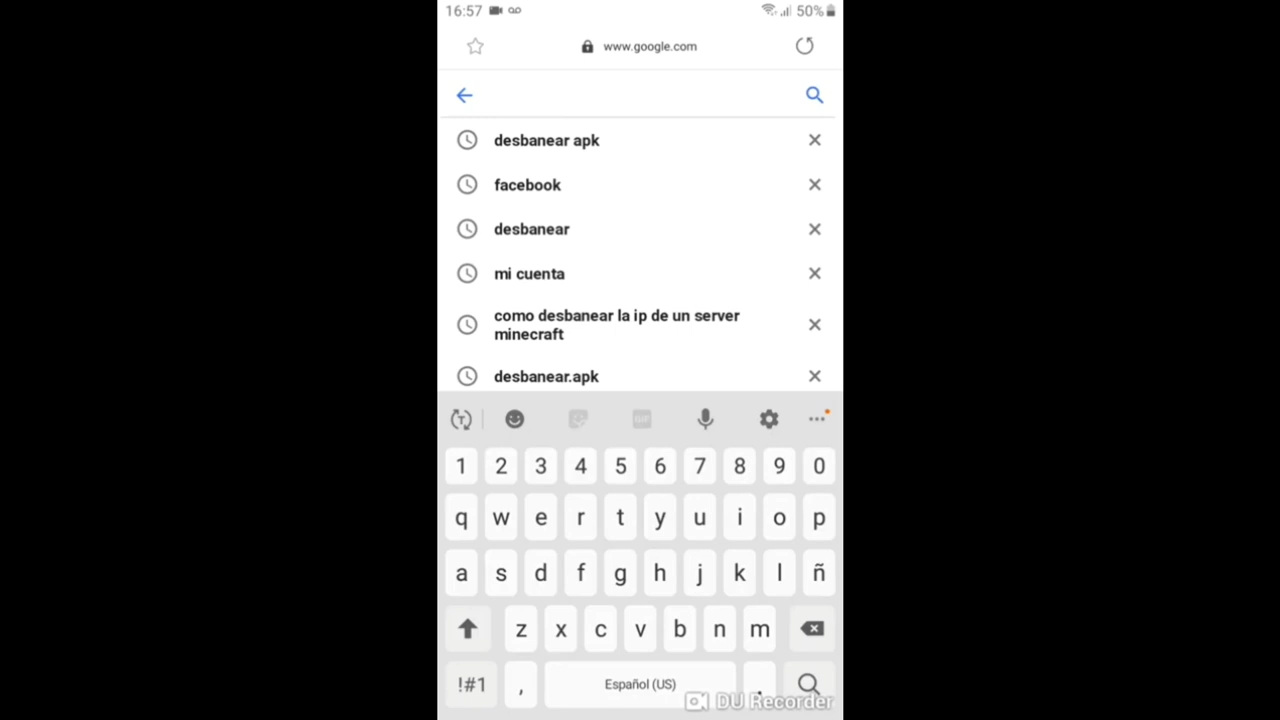 16:57 50%
www.google.com
desbanear apk
facebook
desbanear
mi cuenta
como desbanear la ip de un server
minecraft
desbanear.apk
T GIF
1 2 3 4 5 6 7 8 9 0
q w e r t y u i o p
a s d f g h j k l ñ
z x c v b n m
!#1 , Español (US) .
DU Recorder